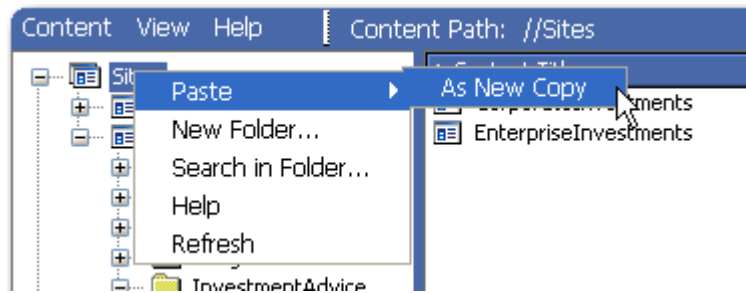 Content View Help Content Path: //Sites
Paste As New Copy
New Folder...
EnterpriseInvestments
Search in Folder...
Help
Refresh
InvestmentAdvice